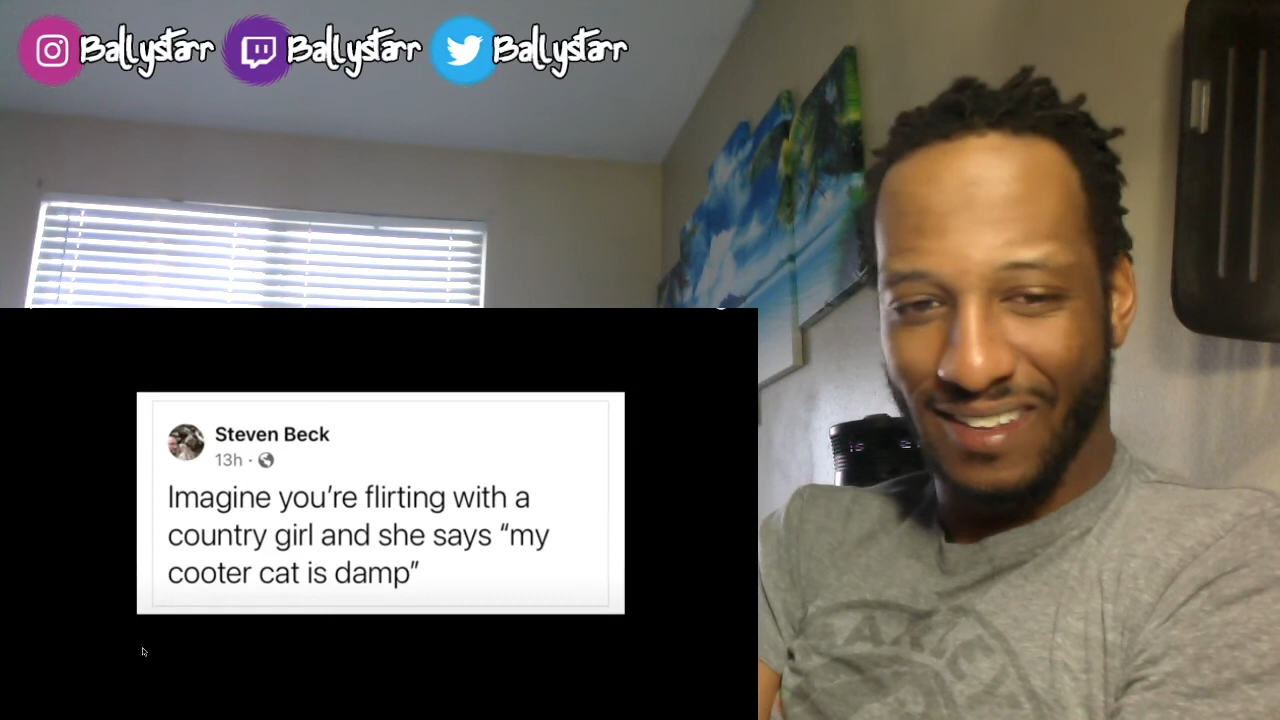 Ballystarr Ballystarr Ballystarr
Steven Beck
13h ·
Imagine you're flirting with a
country girl and she says “my
cooter cat is damp”